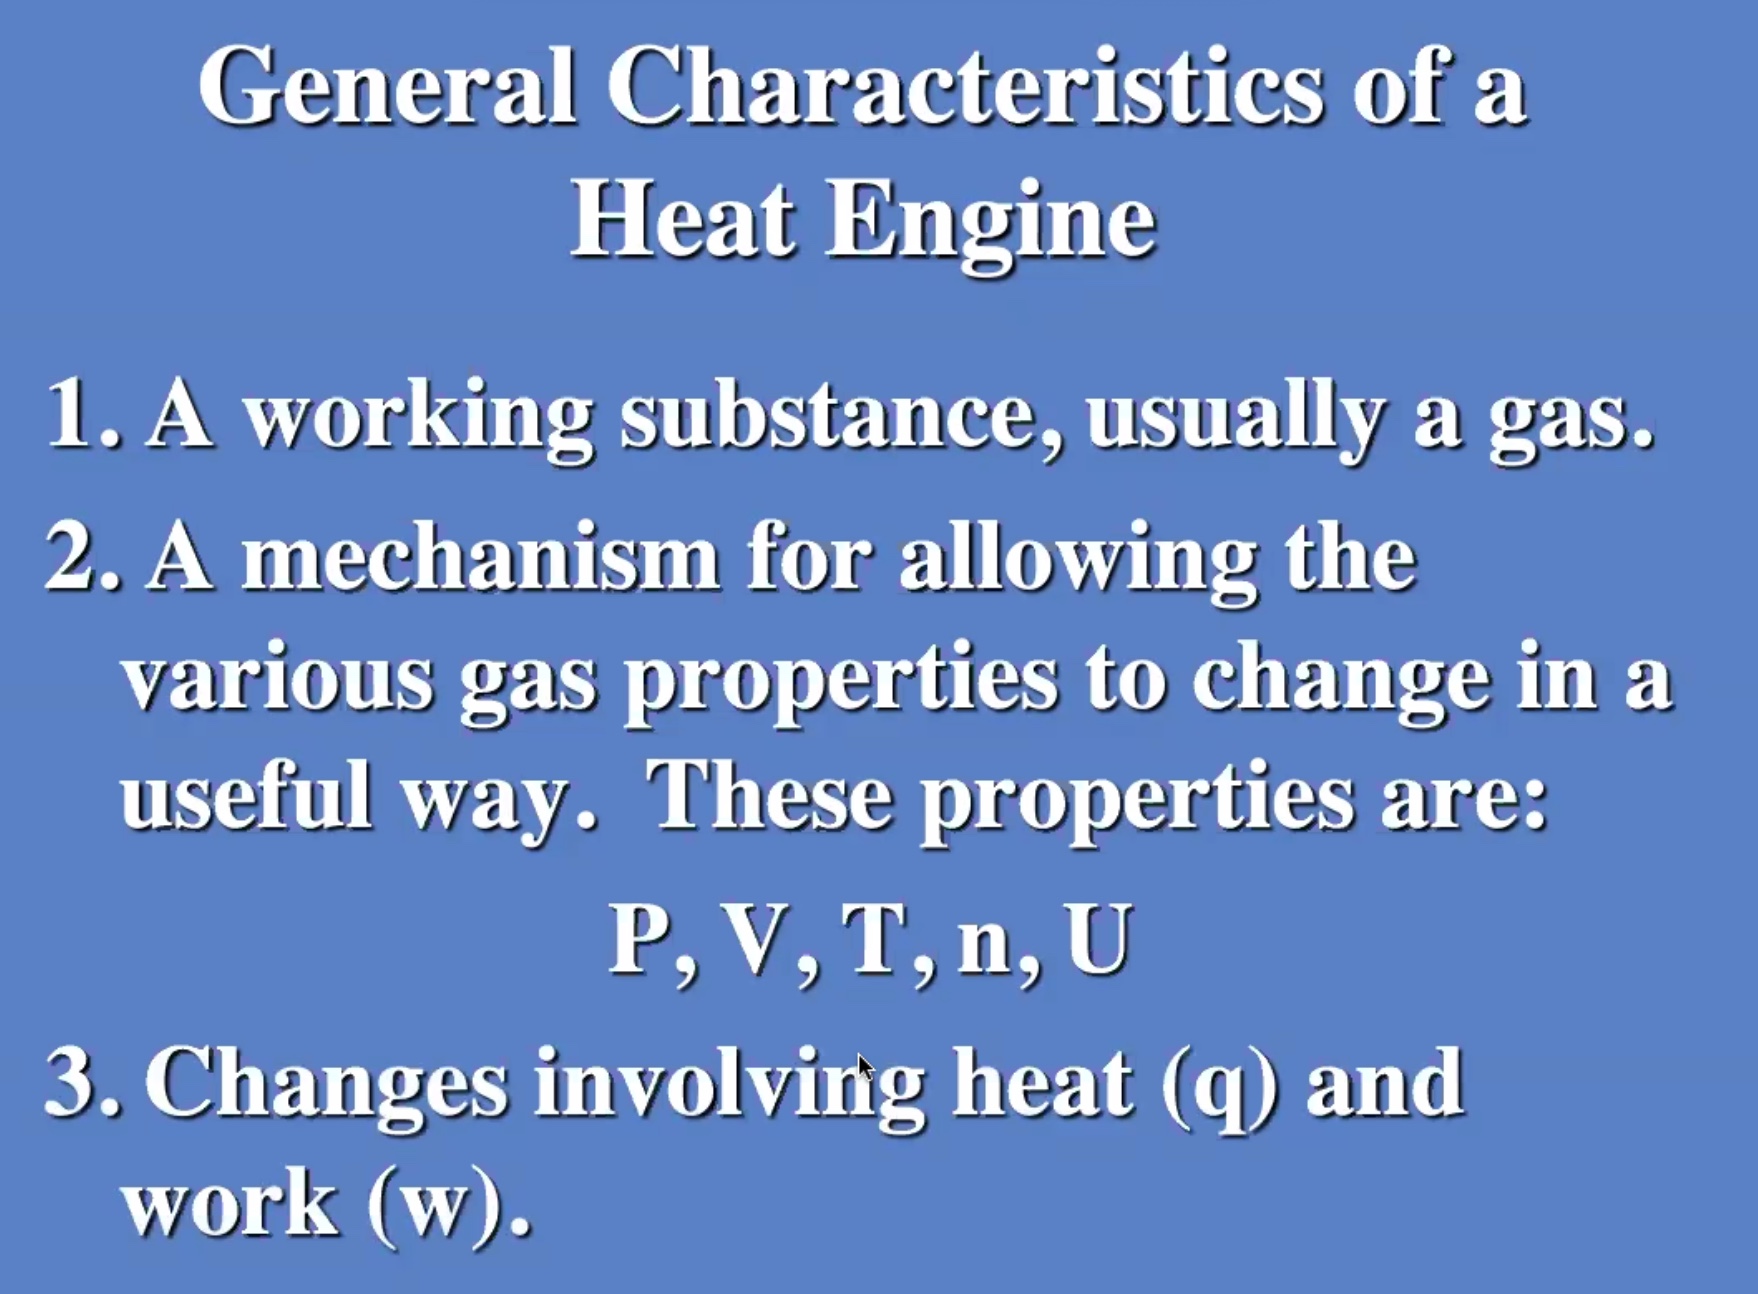 General Characteristics of a
Heat Engine
1. A working substance, usually a gas.
2. A mechanism for allowing the
various gas properties to change in a
useful way.  These properties are:
P, V, T, n, U
3. Changes involving heat (q) and
work (w).